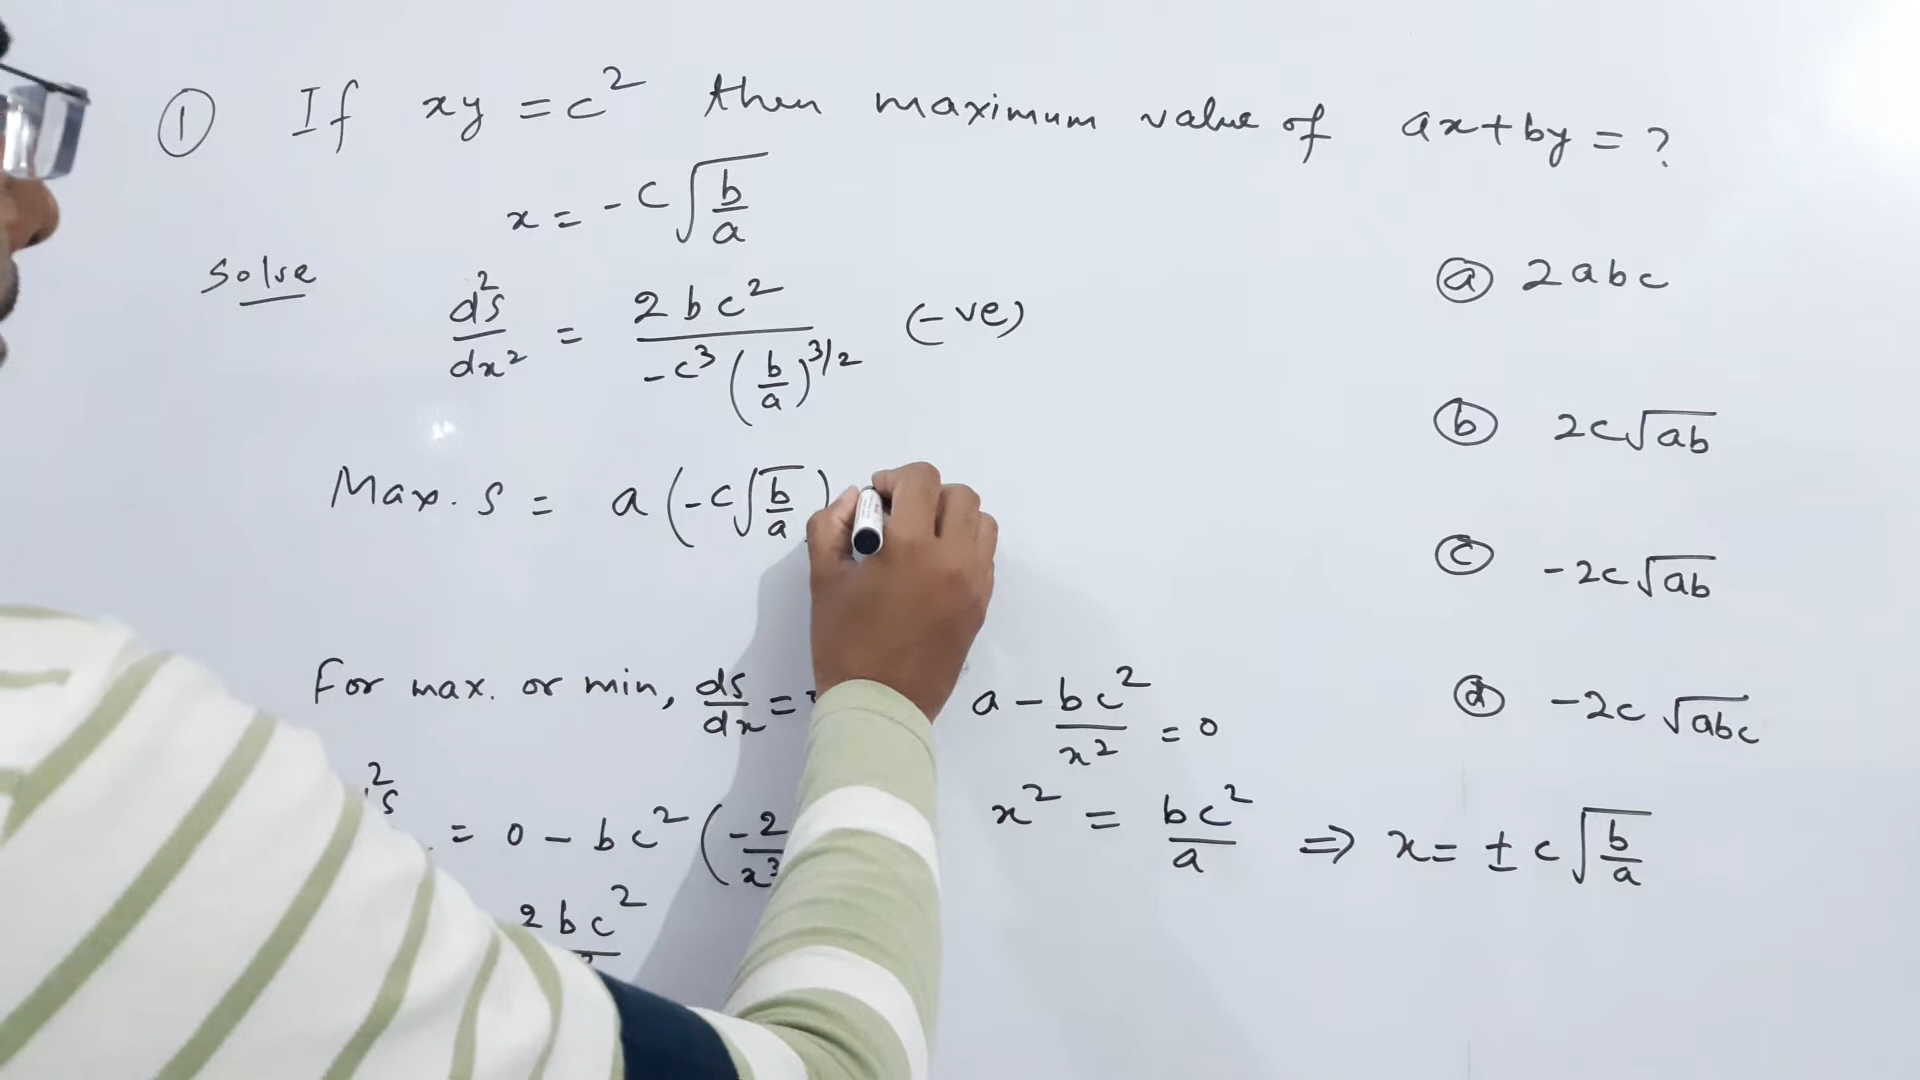 ① If xy = c² then maximum value of ax+by = ?
x = -c√(b/a)
Solve
d²s/dx² = 2bc²/(-c³(b/a)^(3/2)) (-ve)
Max. S = a(-c√(b/a))
For max. or min, ds/dx =
a - bc²/x² = 0
= 0 - bc²(-2/x³
x² = bc²/a ⇒ x = ± c√(b/a)
2bc²
ⓐ 2abc
ⓑ 2c√ab
ⓒ -2c√ab
ⓓ -2c√abc